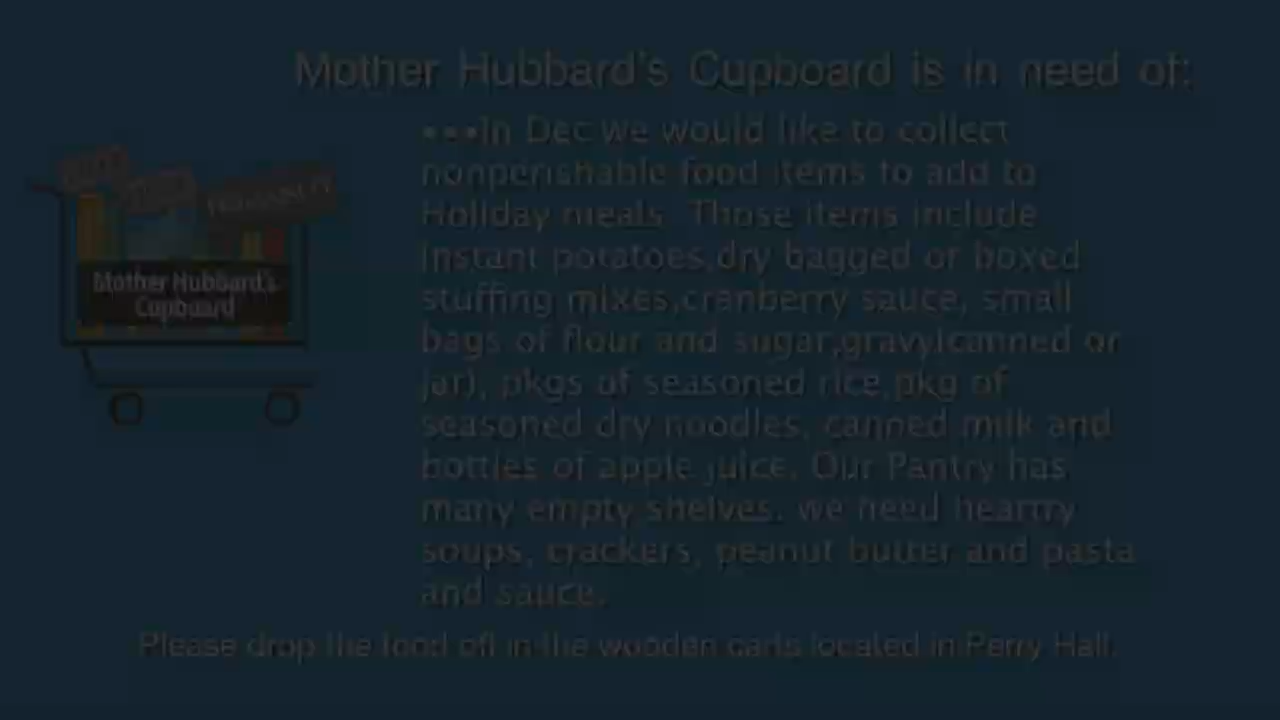 Mother Hubbard's Cupboard is in need of:
•••In Dec we would like to collect
nonperishable food items to add to
Holiday meals. Those items include
instant potatoes,dry bagged or boxed
stuffing mixes,cranberry sauce, small
bags of flour and sugar,gravy(canned or
jar), pkgs of seasoned rice,pkg of
seasoned dry noodles, canned milk and
bottles of apple juice. Our Pantry has
many empty shelves. we need heartry
soups, crackers, peanut butter and pasta
and sauce.
Mother Hubbard's
Cupboard
Please drop the food off in the wooden carts located in Perry Hall.